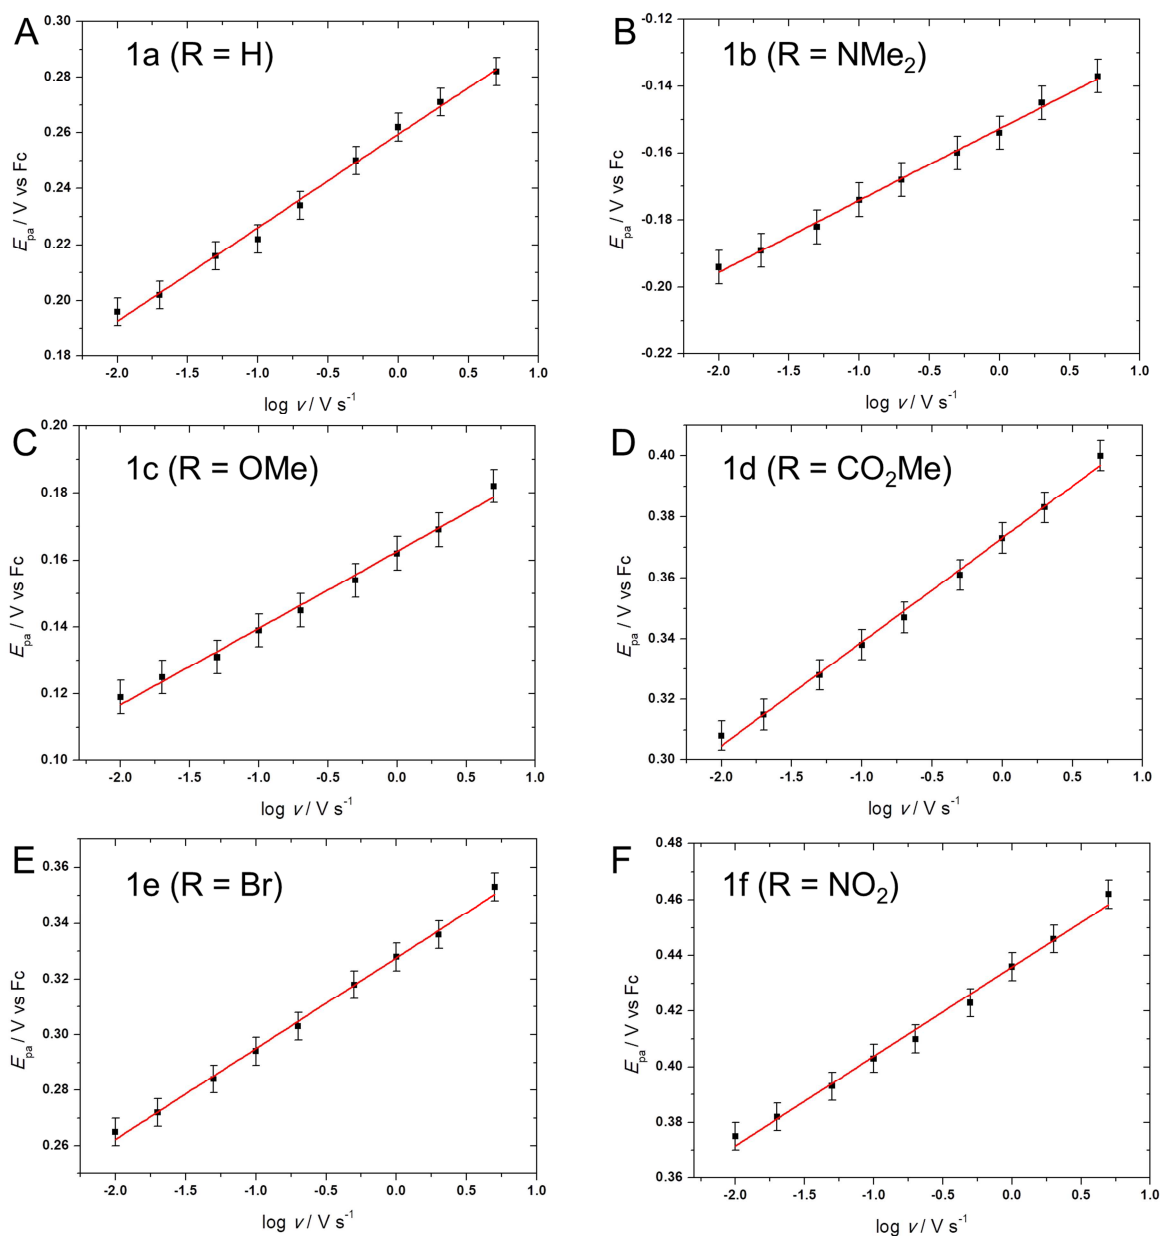 A
1a (R = H)
0.30
0.28
0.26
0.24
0.22
0.20
0.18
E_pa / V vs Fc
-2.0 -1.5 -1.0 -0.5 0.0 0.5 1.0
log v / V s⁻¹
B
1b (R = NMe₂)
-0.12
-0.14
-0.16
-0.18
-0.20
-0.22
E_pa / V vs Fc
-2.0 -1.5 -1.0 -0.5 0.0 0.5 1.0
log v / V s⁻¹
C
1c (R = OMe)
0.20
0.18
0.16
0.14
0.12
0.10
E_pa / V vs Fc
-2.0 -1.5 -1.0 -0.5 0.0 0.5 1.0
log v / V s⁻¹
D
1d (R = CO₂Me)
0.40
0.38
0.36
0.34
0.32
0.30
E_pa / V vs Fc
-2.0 -1.5 -1.0 -0.5 0.0 0.5 1.0
log v / V s⁻¹
E
1e (R = Br)
0.36
0.34
0.32
0.30
0.28
0.26
E_pa / V vs Fc
-2.0 -1.5 -1.0 -0.5 0.0 0.5 1.0
log v / V s⁻¹
F
1f (R = NO₂)
0.48
0.46
0.44
0.42
0.40
0.38
0.36
E_pa / V vs Fc
-2.0 -1.5 -1.0 -0.5 0.0 0.5 1.0
log v / V s⁻¹